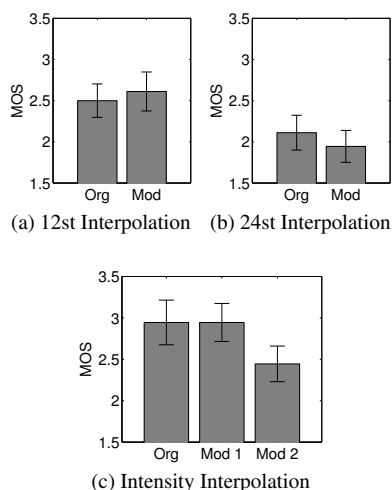 3.5
3
2.5
2
1.5
MOS
Org Mod
(a) 12st Interpolation
3.5
3
2.5
2
1.5
MOS
Org Mod
(b) 24st Interpolation
3.5
3
2.5
2
1.5
MOS
Org Mod 1 Mod 2
(c) Intensity Interpolation